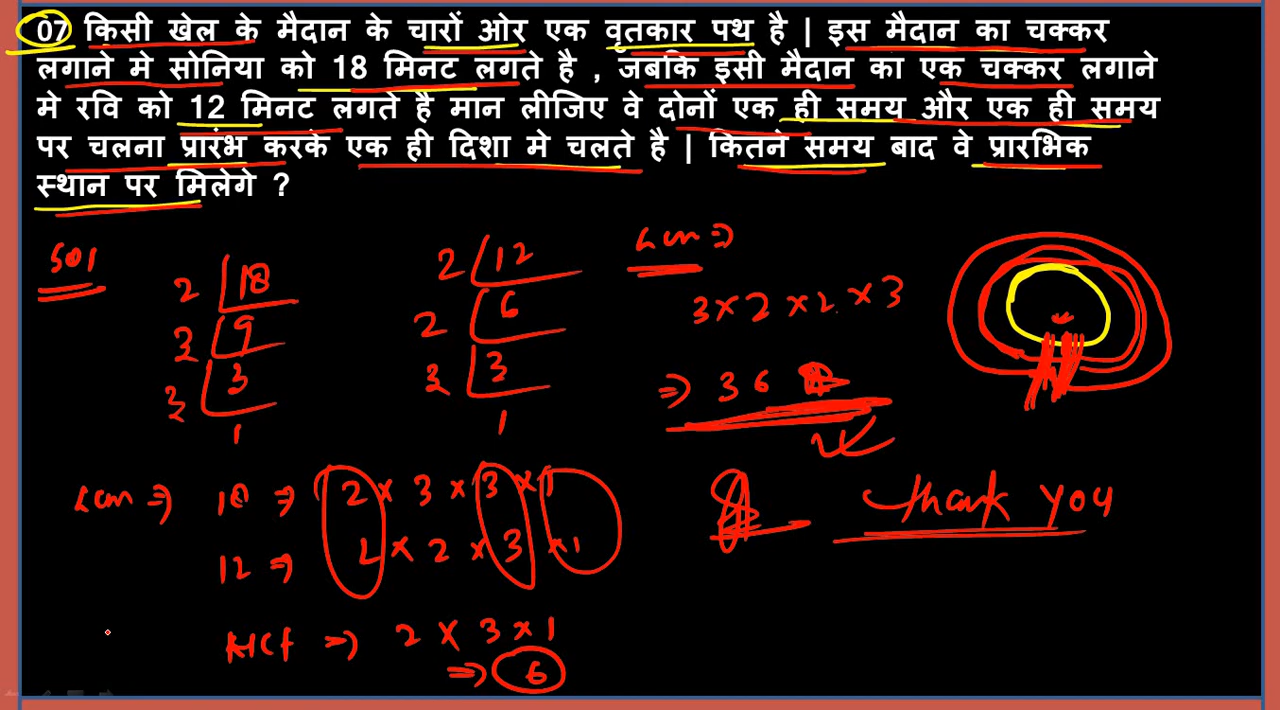 07 किसी खेल के मैदान के चारों ओर एक वृतकार पथ है | इस मैदान का चक्कर
लगाने मे सोनिया को 18 मिनट लगते है , जबकि इसी मैदान का एक चक्कर लगाने
मे रवि को 12 मिनट लगते है मान लीजिए वे दोनों एक ही समय और एक ही समय
पर चलना प्रारंभ करके एक ही दिशा मे चलते है | कितने समय बाद वे प्रारभिक
स्थान पर मिलेगे ?
Sol
2 18
3 9
3 3
1
2 12
2 6
3 3
1
Lcm ⇒
3 × 2 × 2 × 3
⇒ 36
Lcm ⇒ 18 ⇒ 2 × 3 × 3 × 1
12 ⇒ 2 × 2 × 3 × 1
HCf ⇒ 2 × 3 × 1
⇒ 6
Thank You